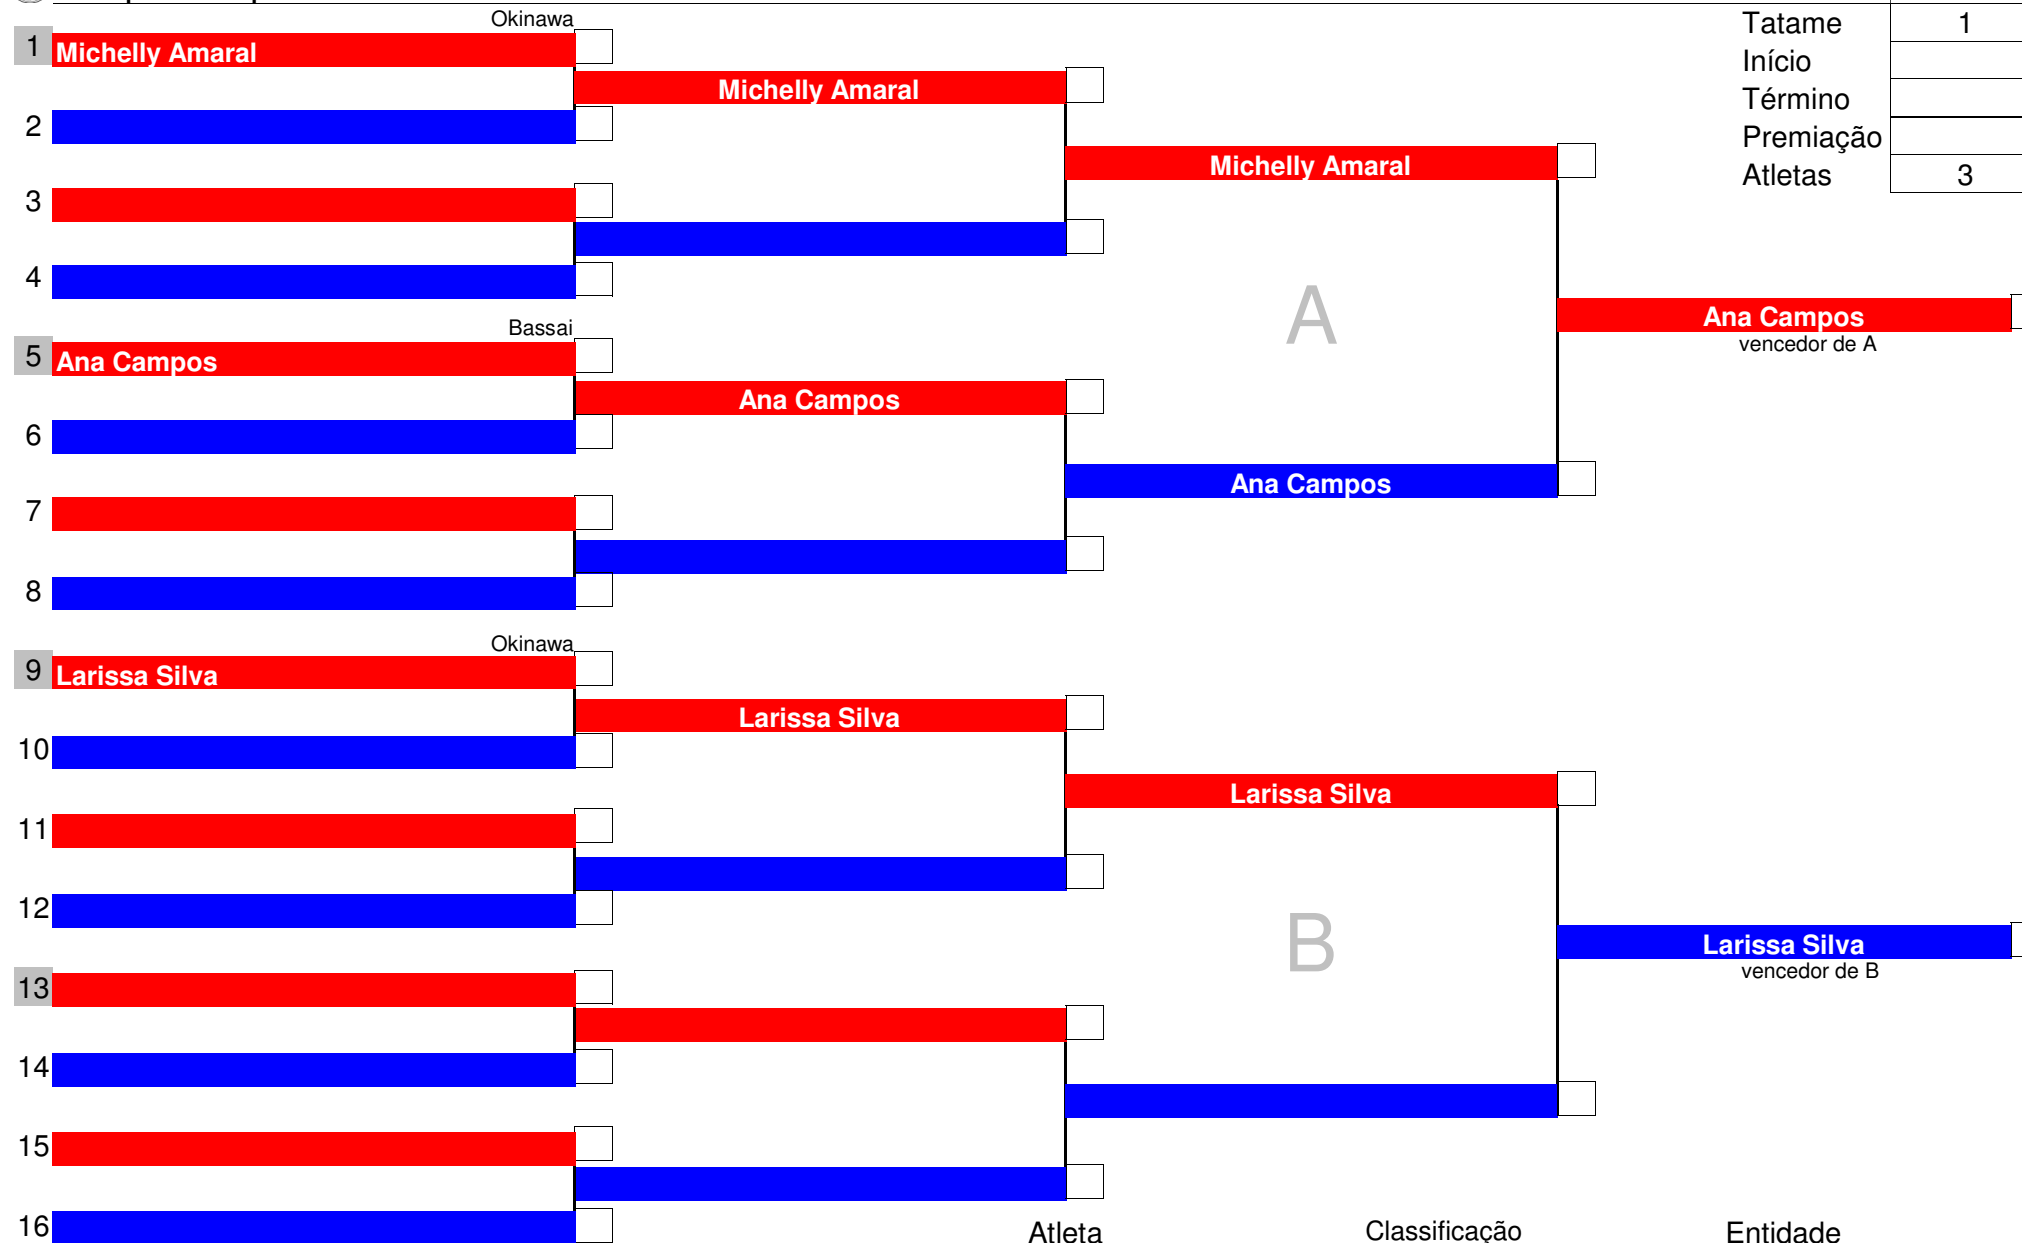 Okinawa
Tatame 1
1 Michelly Amaral
Início
Michelly Amaral
Término
2
Premiação
Michelly Amaral
Atletas 3
3
4
A
Ana Campos
Bassai
vencedor de A
5 Ana Campos
Ana Campos
6
Ana Campos
7
8
Okinawa
9 Larissa Silva
Larissa Silva
10
Larissa Silva
11
12
B
Larissa Silva
vencedor de B
13
14
15
16
Atleta Classificação Entidade